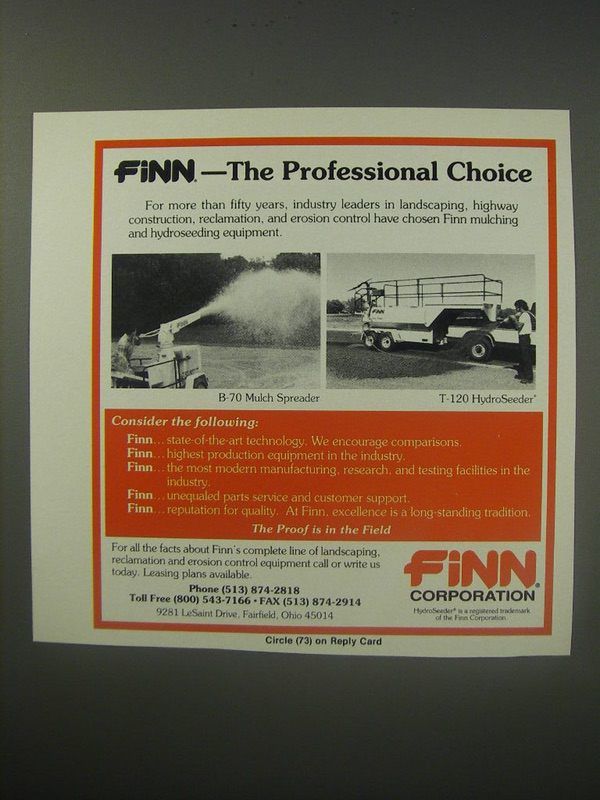 FINN.—The Professional Choice
For more than fifty years, industry leaders in landscaping, highway
construction, reclamation, and erosion control have chosen Finn mulching
and hydroseeding equipment.
FINN
FINN
B-70 Mulch Spreader
T-120 HydroSeeder®
Consider the following:
Finn... state-of-the-art technology. We encourage comparisons.
Finn... highest production equipment in the industry.
Finn... the most modern manufacturing, research, and testing facilities in the
industry.
Finn... unequaled parts service and customer support.
Finn... reputation for quality. At Finn, excellence is a long-standing tradition.
The Proof is in the Field
For all the facts about Finn's complete line of landscaping,
reclamation and erosion control equipment call or write us
today. Leasing plans available.
Phone (513) 874-2818
Toll Free (800) 543-7166 • FAX (513) 874-2914
9281 LeSaint Drive, Fairfield, Ohio 45014
FINN®
CORPORATION
HydroSeeder® is a registered trademark
of the Finn Corporation.
Circle (73) on Reply Card